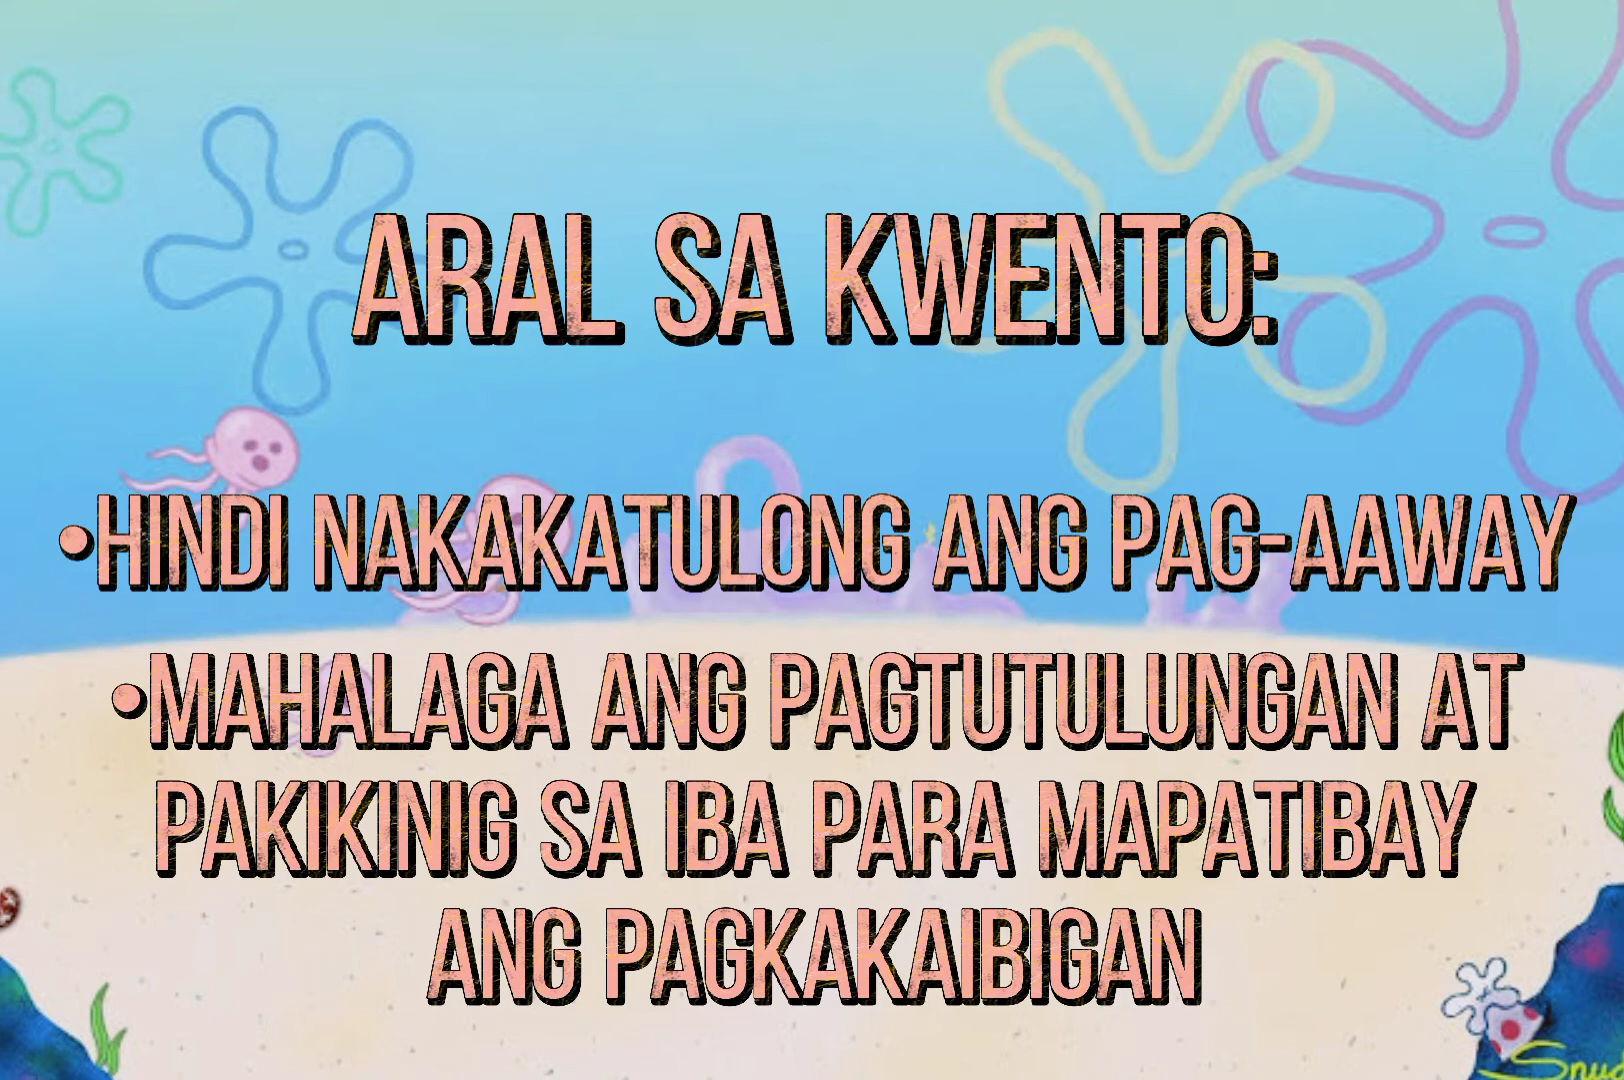 ARAL SA KWENTO:
•HINDI NAKAKATULONG ANG PAG-AAWAY
•MAHALAGA ANG PAGTUTULUNGAN AT
PAKIKINIG SA IBA PARA MAPATIBAY
ANG PAGKAKAIBIGAN